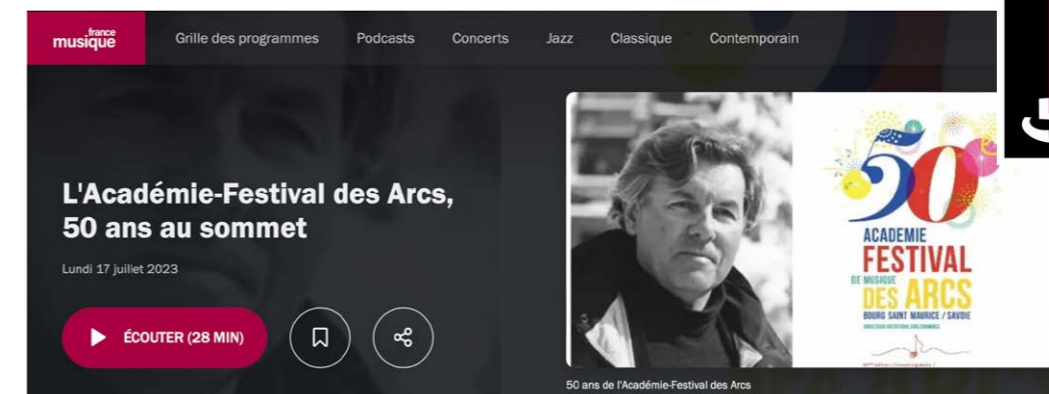 france
musique
Grille des programmes
Podcasts
Concerts
Jazz
Classique
Contemporain
L'Académie-Festival des Arcs,
50 ans au sommet
Lundi 17 juillet 2023
ÉCOUTER (28 MIN)
50
ACADEMIE
FESTIVAL
DE MUSIQUE
DES ARCS
BOURG SAINT MAURICE / SAVOIE
50 ans de l'Académie-Festival des Arcs